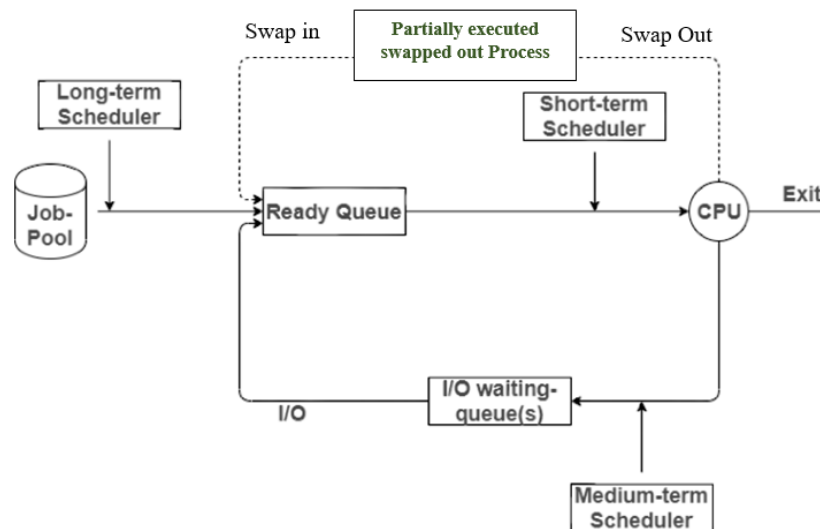 Swap in
Partially executed
swapped out Process
Swap Out
Long-term
Scheduler
Short-term
Scheduler
Job-
Pool
Ready Queue
CPU
Exit
I/O
I/O waiting-
queue(s)
Medium-term
Scheduler